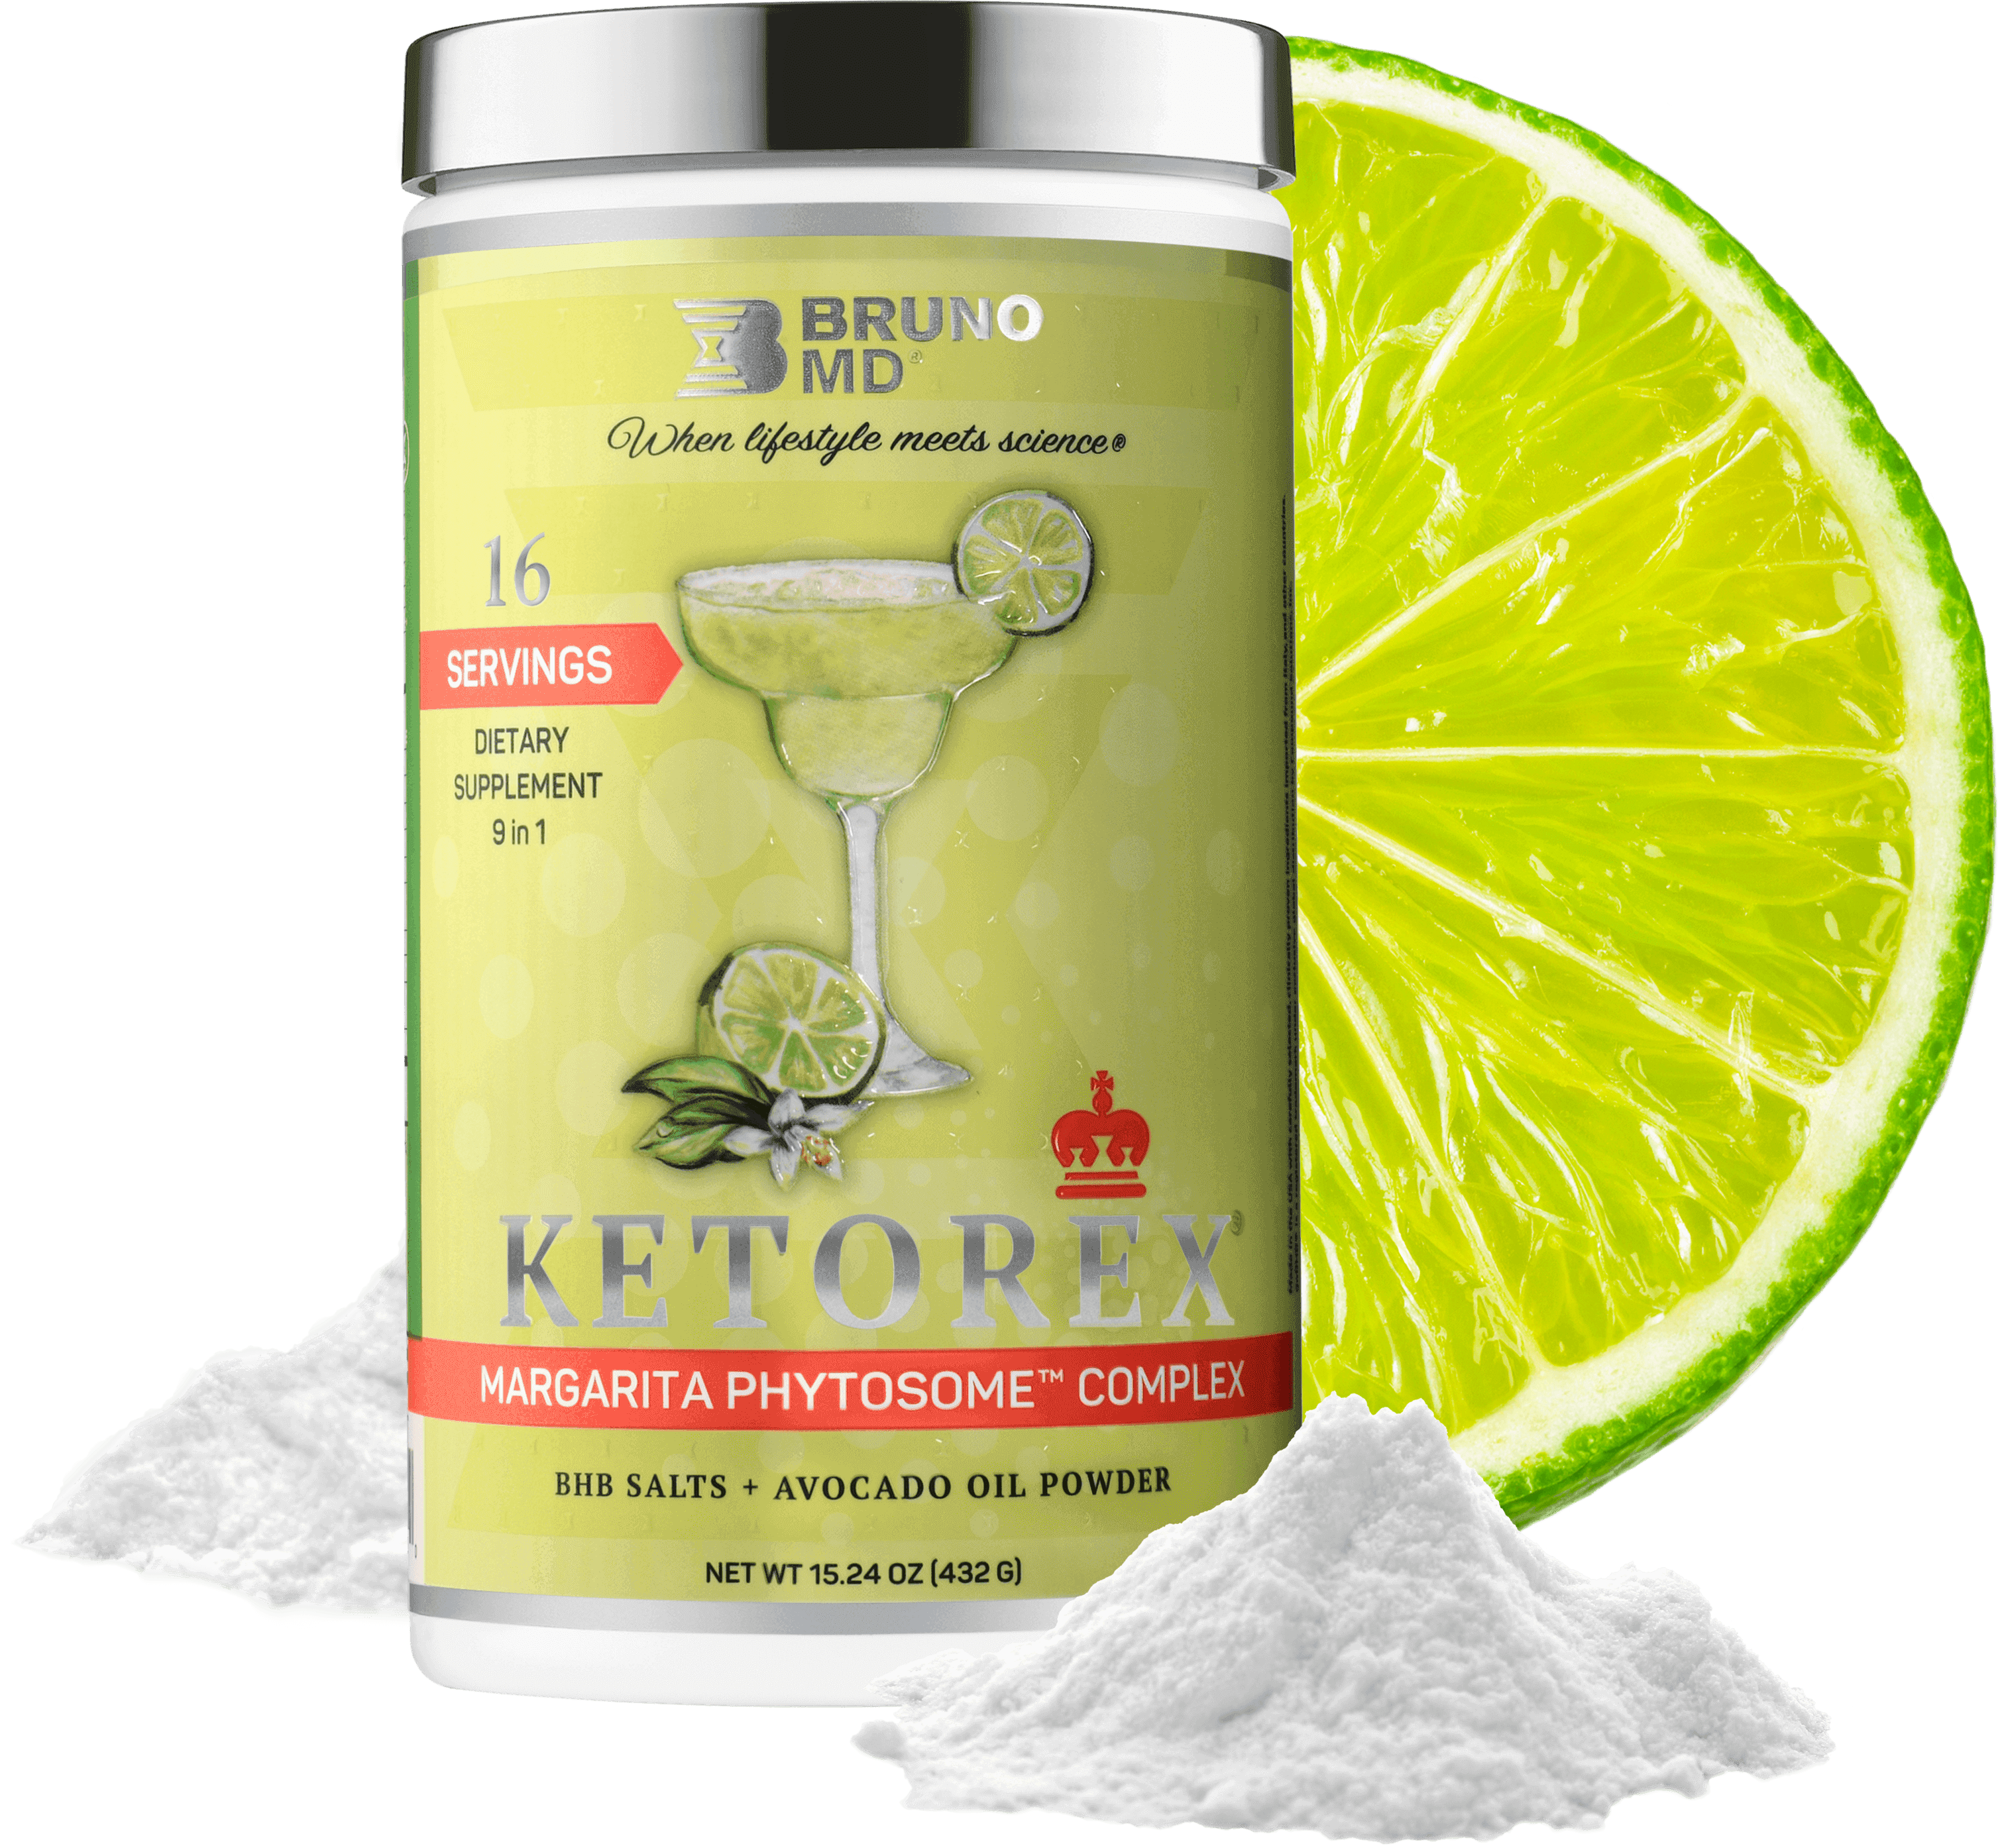 BRUNO
MD®
When lifestyle meets science®
16
SERVINGS
DIETARY
SUPPLEMENT
9 in 1
KETOREX®
MARGARITA PHYTOSOME™ COMPLEX
BHB SALTS + AVOCADO OIL POWDER
NET WT 15.24 OZ (432 G)